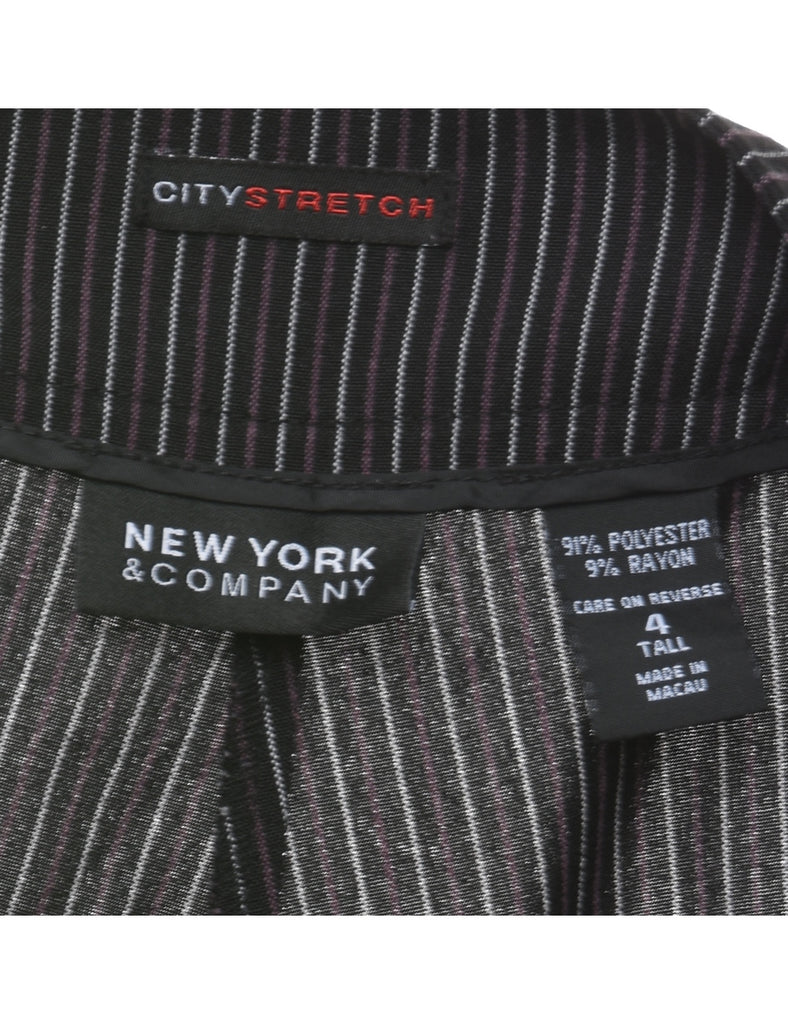 CITYSTRETCH
NEW YORK
&COMPANY
91% POLYESTER
9% RAYON
CARE ON REVERSE
4
TALL
MADE IN
MACAU